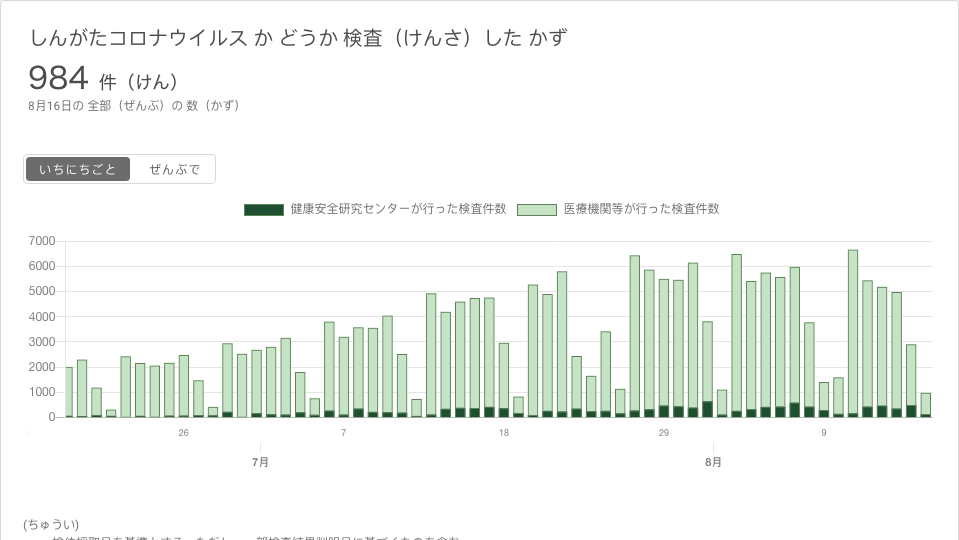 しんがたコロナウイルス か どうか 検査（けんさ）した かず
984 件（けん）
8月16日の 全部（ぜんぶ）の 数（かず）
いちにちごと ぜんぶで
健康安全研究センターが行った検査件数 医療機関等が行った検査件数
7000
6000
5000
4000
3000
2000
1000
0
26 7 18 29 9
7月 8月
(ちゅうい)